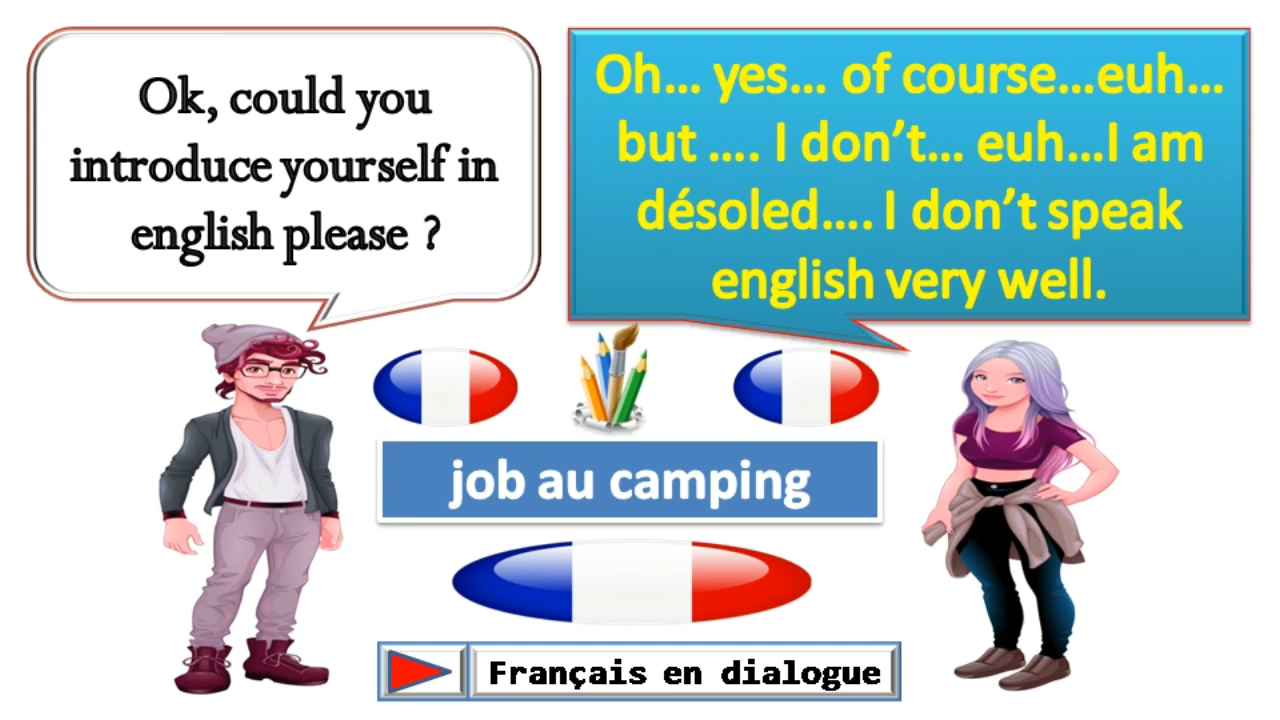 Ok, could you
introduce yourself in
english please ?
Oh... yes... of course...euh...
but .... I don’t... euh...I am
désoled.... I don’t speak
english very well.
job au camping
Français en dialogue